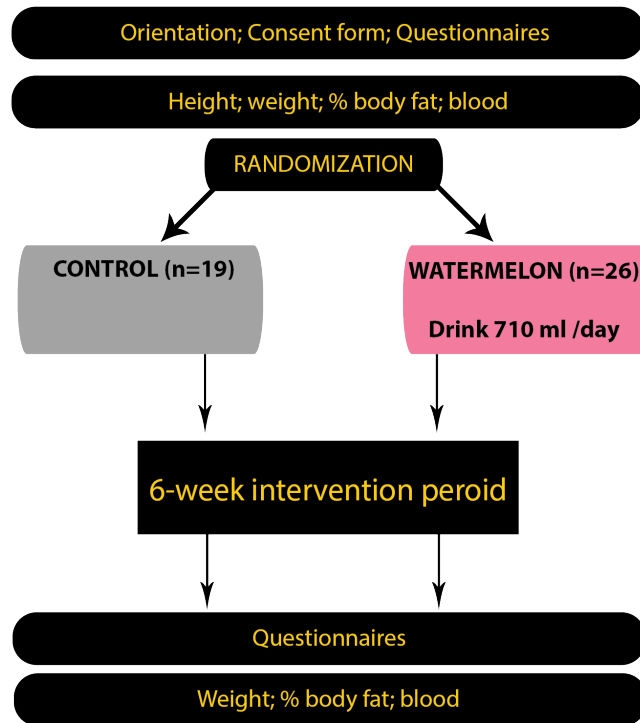 Orientation; Consent form; Questionnaires
Height; weight; % body fat; blood
RANDOMIZATION
CONTROL (n=19)
WATERMELON (n=26)
Drink 710 ml /day
6-week intervention peroid
Questionnaires
Weight; % body fat; blood